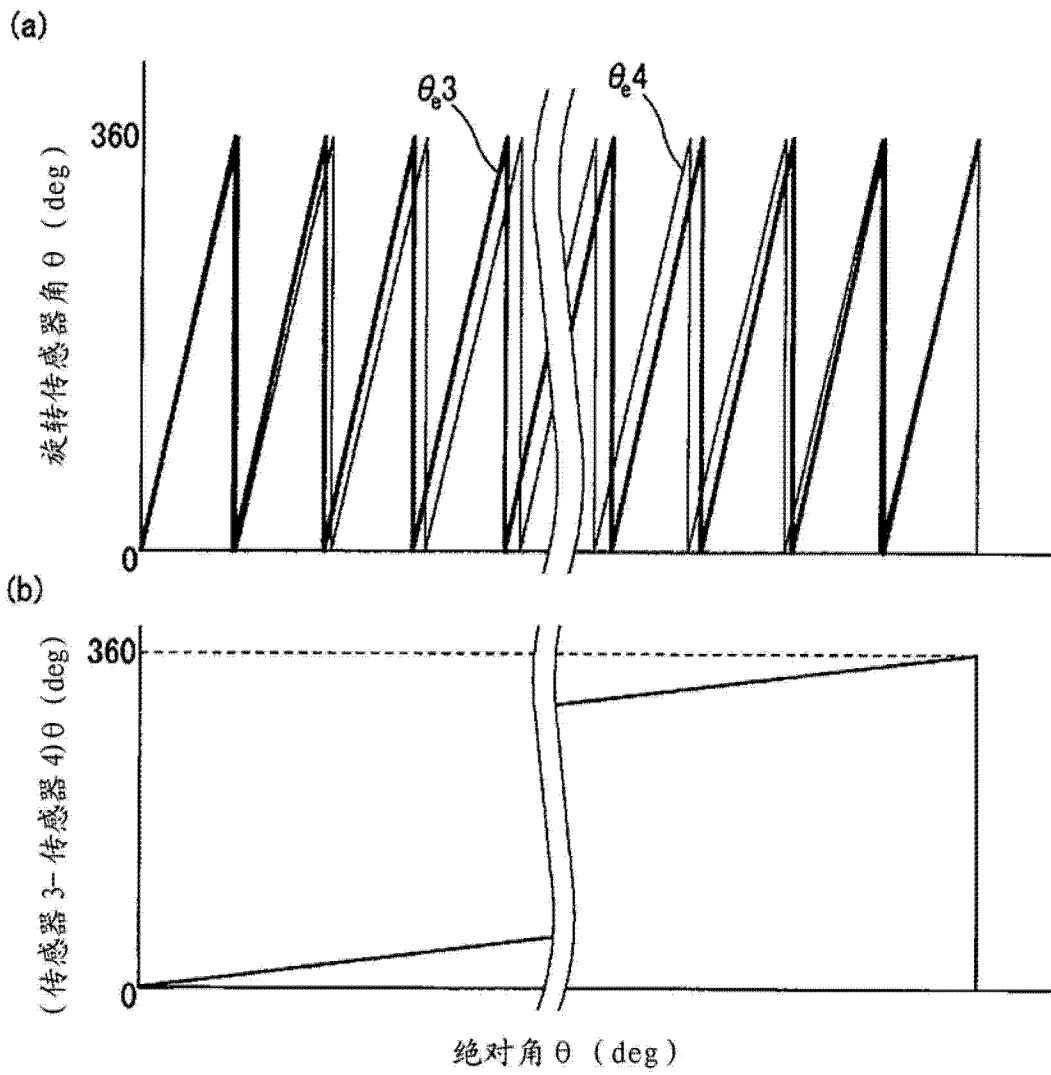 (a)
θe3
θe4
360
旋转传感器角 θ (deg)
0
(b)
360
(传感器 3-传感器 4) θ (deg)
0
绝对角 θ (deg)